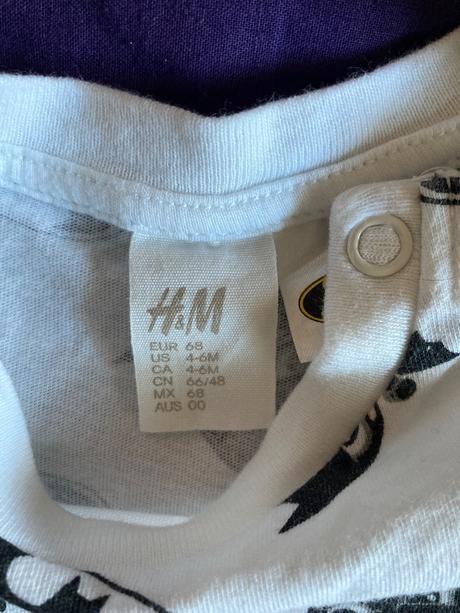 H&M
EUR 68
US 4-6M
CA 4-6M
CN 66/48
MX 68
AUS 00